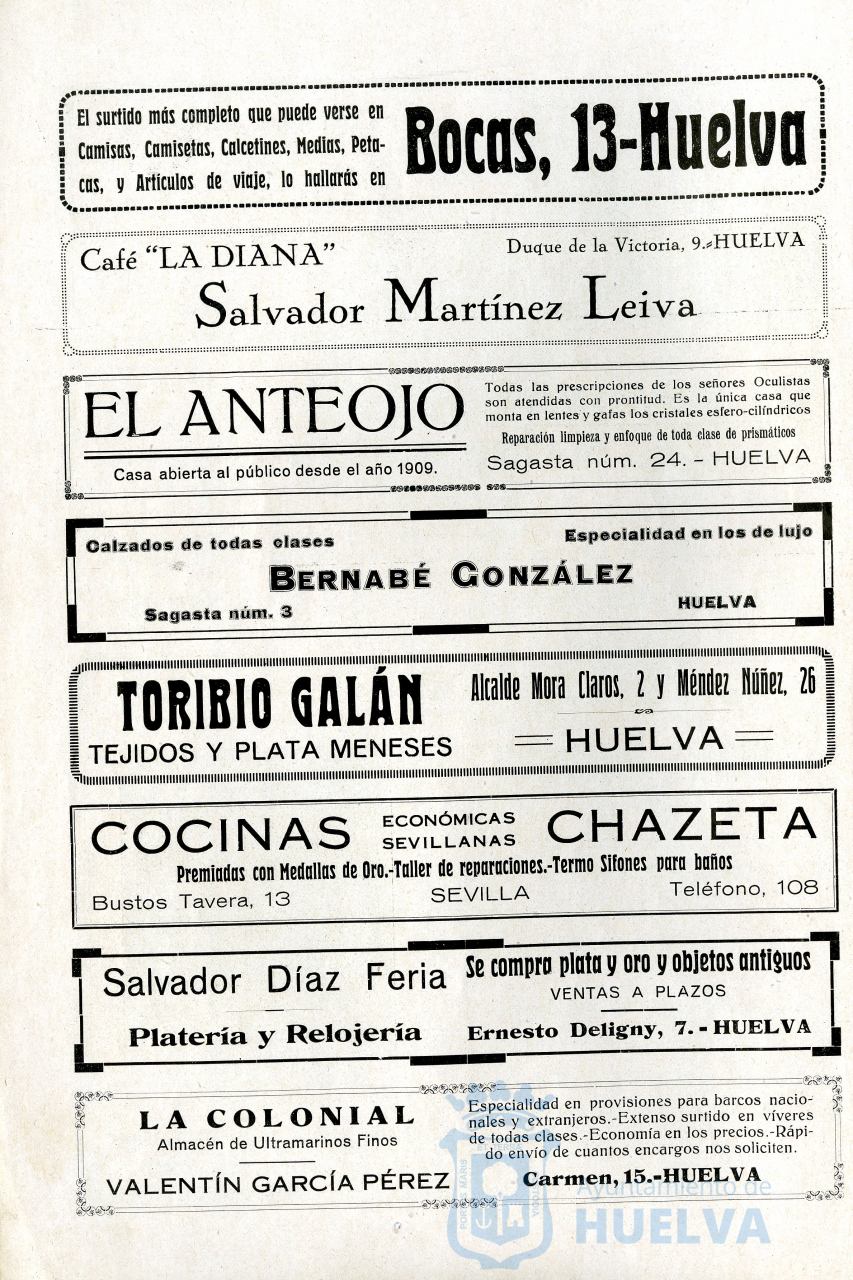 El surtido más completo que puede verse en
Camisas, Camisetas, Calcetines, Medias, Peta-
cas, y Artículos de viaje, lo hallarás en
Bocas, 13-Huelva
Café “LA DIANA”
Duque de la Victoria, 9.-HUELVA
Salvador Martínez Leiva
EL ANTEOJO
Casa abierta al público desde el año 1909.
Todas las prescripciones de los señores Oculistas
son atendidas con prontitud. Es la única casa que
monta en lentes y gafas los cristales esfero-cilíndricos
Reparación limpieza y enfoque de toda clase de prismáticos
Sagasta núm. 24. - HUELVA
Calzados de todas clases
Especialidad en los de lujo
BERNABÉ GONZÁLEZ
Sagasta núm. 3
HUELVA
TORIBIO GALÁN
TEJIDOS Y PLATA MENESES
Alcalde Mora Claros, 2 y Méndez Núñez, 26
HUELVA
COCINAS
ECONÓMICAS
SEVILLANAS
CHAZETA
Premiadas con Medallas de Oro.-Taller de reparaciones.-Termo Sifones para baños
Bustos Tavera, 13
SEVILLA
Teléfono, 108
Salvador Díaz Feria
Platería y Relojería
Se compra plata y oro y objetos antiguos
VENTAS A PLAZOS
Ernesto Deligny, 7. - HUELVA
LA COLONIAL
Almacén de Ultramarinos Finos
VALENTÍN GARCÍA PÉREZ
Especialidad en provisiones para barcos nacio-
nales y extranjeros.-Extenso surtido en víveres
de todas clases.-Economía en los precios.-Rápi-
do envío de cuantos encargos nos soliciten.
Carmen, 15.-HUELVA
Ayuntamiento de
HUELVA